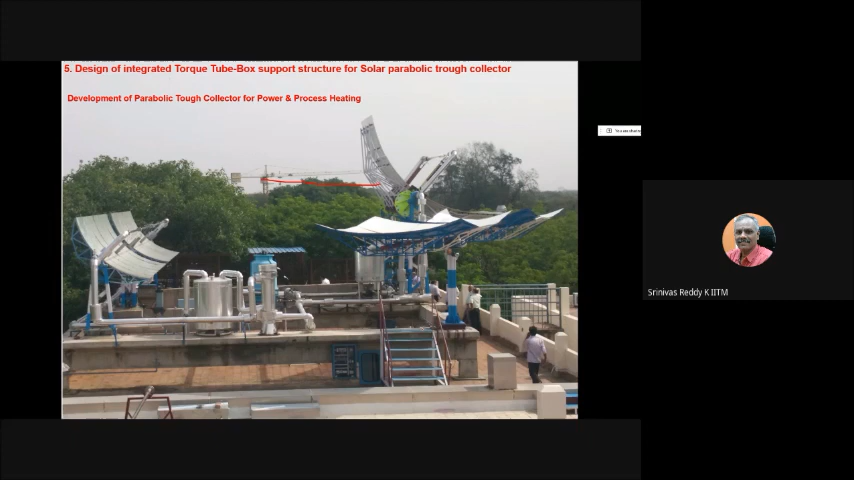 5. Design of integrated Torque Tube-Box support structure for Solar parabolic trough collector
Development of Parabolic Tough Collector for Power & Process Heating
Srinivas Reddy K IITM